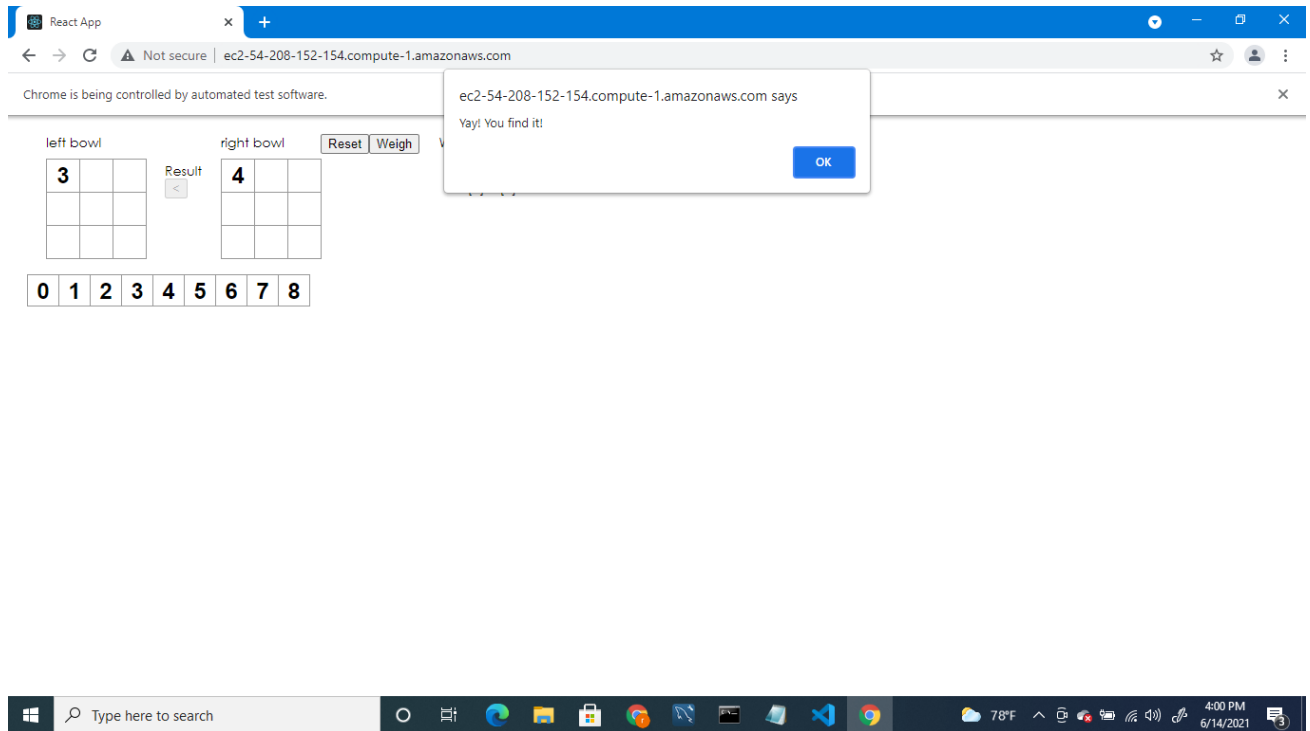 React App
Not secure | ec2-54-208-152-154.compute-1.amazonaws.com
Chrome is being controlled by automated test software.
ec2-54-208-152-154.compute-1.amazonaws.com says
Yay! You find it!
OK
left bowl
right bowl
Reset
Weigh
Result
<
3
4
0 1 2 3 4 5 6 7 8
Type here to search
78°F
4:00 PM
6/14/2021
3